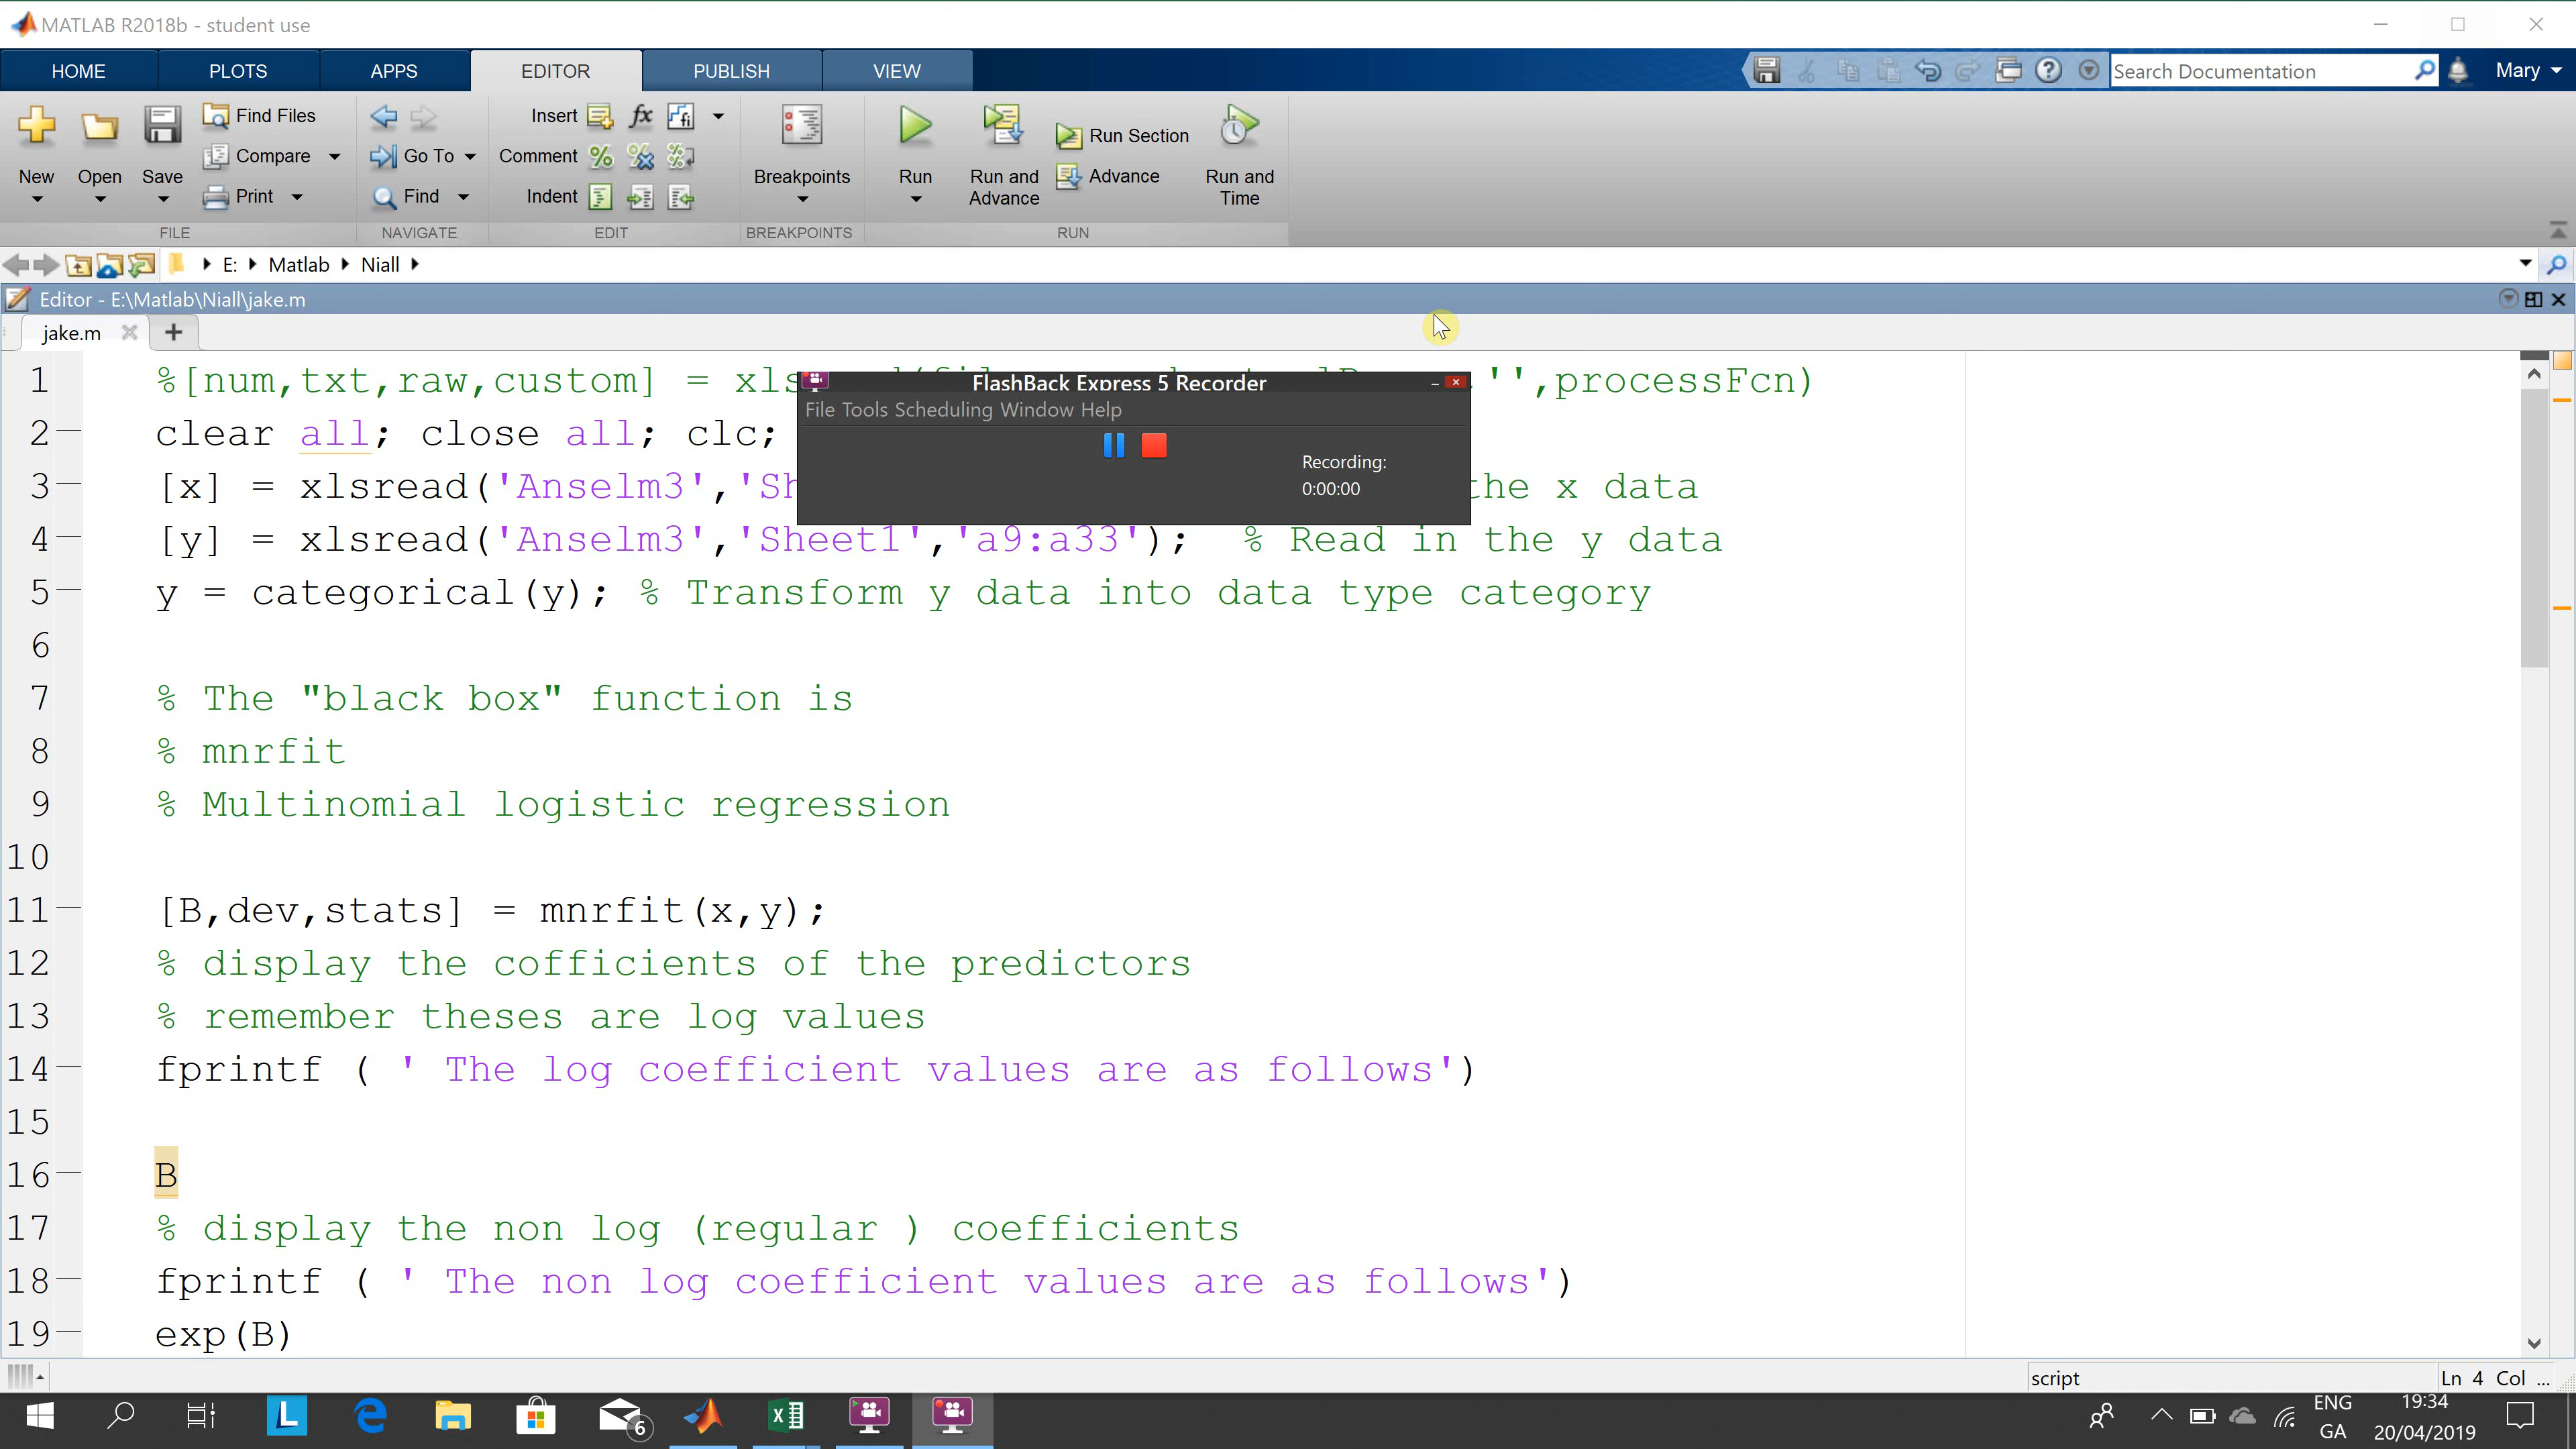 MATLAB R2018b - student use
HOME PLOTS APPS EDITOR PUBLISH VIEW Search Documentation Mary
Find Files Insert fx
Compare Go To Comment Run Section
New Open Save Breakpoints Run Run and Advance Advance Run and Time
Print Find Indent
FILE NAVIGATE EDIT BREAKPOINTS RUN
E: Matlab Niall
Editor - E:\Matlab\Niall\jake.m
jake.m
1 %[num,txt,raw,custom] = xls '',processFcn)
FlashBack Express 5 Recorder
File Tools Scheduling Window Help
Recording:
0:00:00
2 clear all; close all; clc;
3 [x] = xlsread('Anselm3','Sh the x data
4 [y] = xlsread('Anselm3','Sheet1','a9:a33'); % Read in the y data
5 y = categorical(y); % Transform y data into data type category
6
7 % The "black box" function is
8 % mnrfit
9 % Multinomial logistic regression
10
11 [B,dev,stats] = mnrfit(x,y);
12 % display the cofficients of the predictors
13 % remember theses are log values
14 fprintf ( ' The log coefficient values are as follows')
15
16 B
17 % display the non log (regular ) coefficients
18 fprintf ( ' The non log coefficient values are as follows')
19 exp(B)
script Ln 4 Col ...
L 6 ENG 19:34
GA 20/04/2019